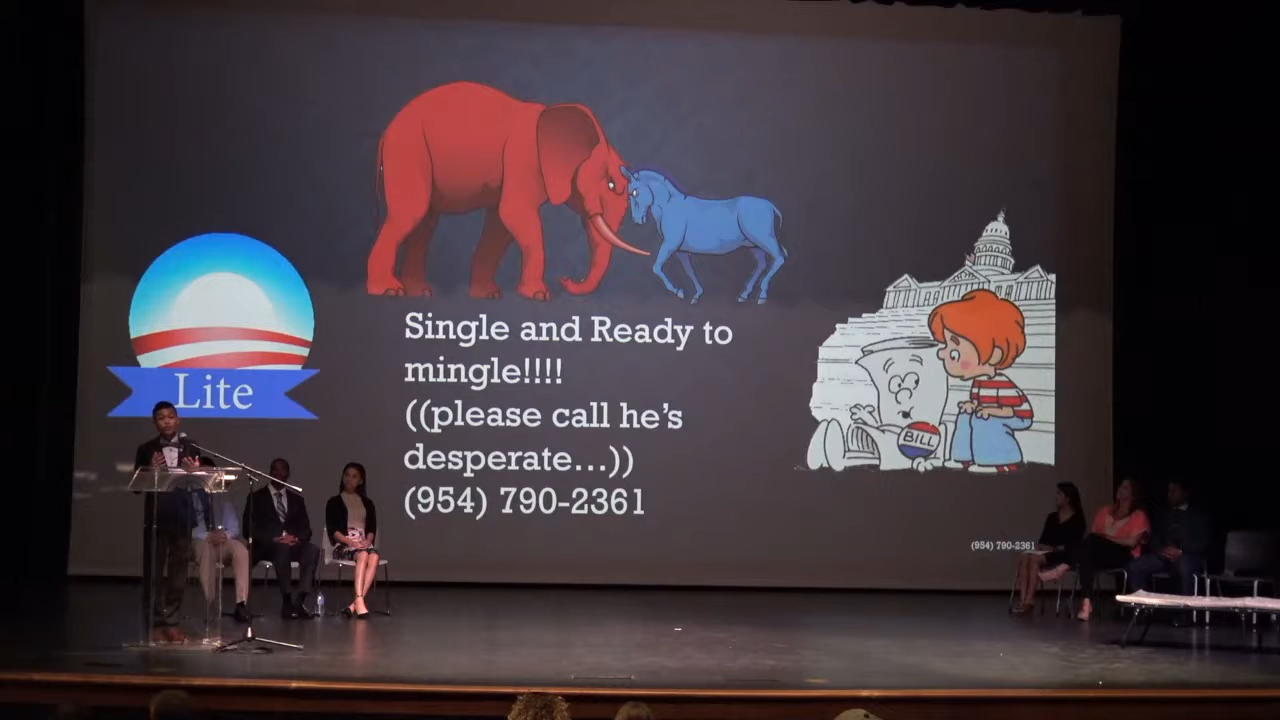 Lite
Single and Ready to
mingle!!!!
((please call he's
desperate...))
(954) 790-2361
BILL
(954) 790-2361